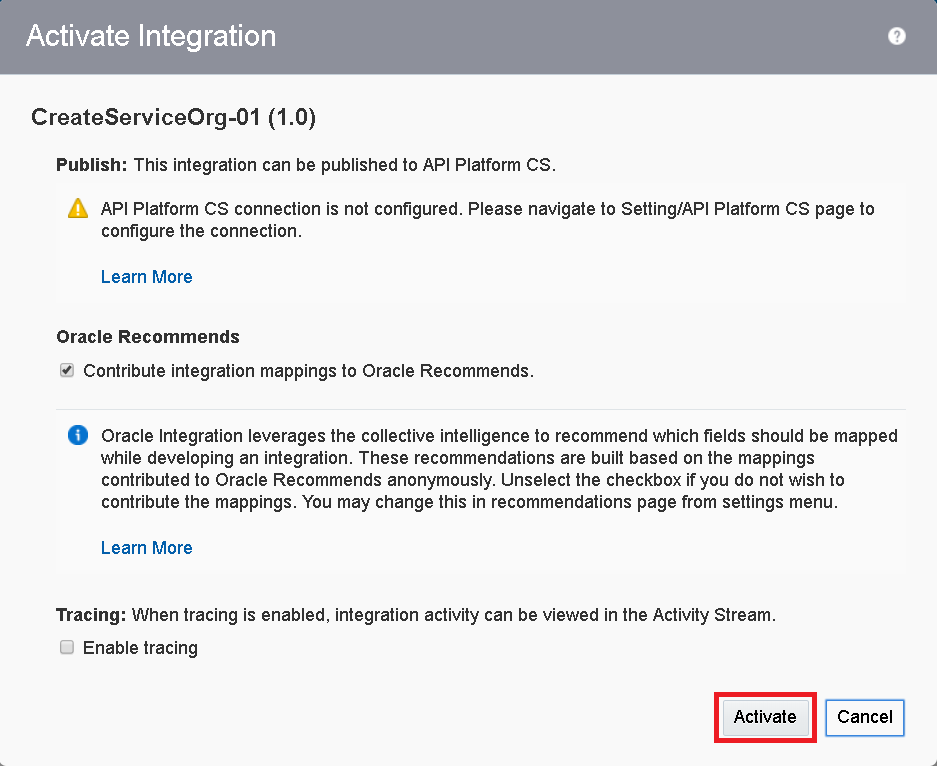 Activate Integration
?
CreateServiceOrg-01 (1.0)
Publish: This integration can be published to API Platform CS.
API Platform CS connection is not configured. Please navigate to Setting/API Platform CS page to
configure the connection.
Learn More
Oracle Recommends
Contribute integration mappings to Oracle Recommends.
Oracle Integration leverages the collective intelligence to recommend which fields should be mapped
while developing an integration. These recommendations are built based on the mappings
contributed to Oracle Recommends anonymously. Unselect the checkbox if you do not wish to
contribute the mappings. You may change this in recommendations page from settings menu.
Learn More
Tracing: When tracing is enabled, integration activity can be viewed in the Activity Stream.
Enable tracing
Activate Cancel